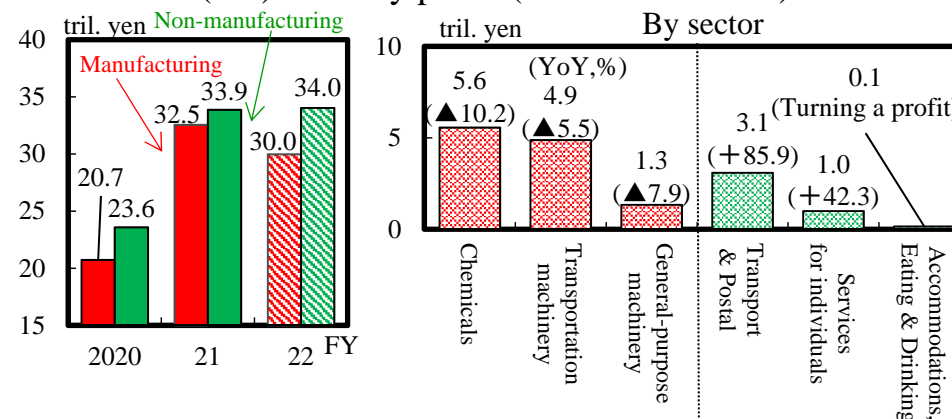 tril. yen
Non-manufacturing
Manufacturing
40
35
30
25
20
15
20.7
23.6
32.5
33.9
30.0
34.0
2020
21
22
FY
By sector
tril. yen
(YoY,%)
10
5
0
5.6
(▲10.2)
4.9
(▲5.5)
1.3
(▲7.9)
3.1
(+85.9)
1.0
(+42.3)
0.1
(Turning a profit
Chemicals
Transportation
machinery
General-purpose
machinery
Transport
& Postal
Services
for individuals
Accommodations,
Eating & Drinking